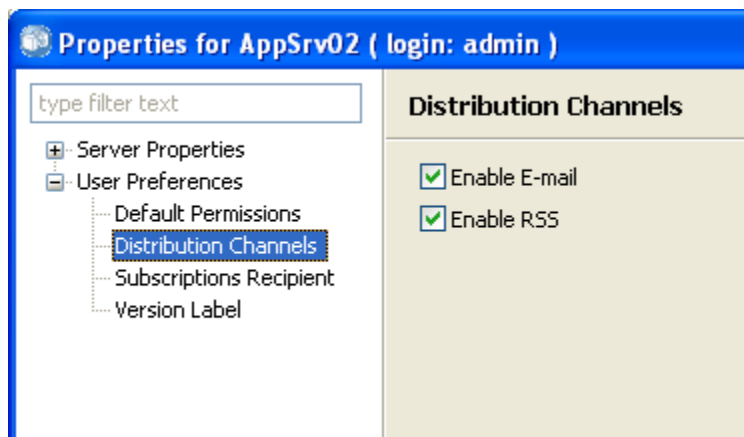 Properties for AppSrv02 ( login: admin )
type filter text
Server Properties
User Preferences
Default Permissions
Distribution Channels
Subscriptions Recipient
Version Label
Distribution Channels
Enable E-mail
Enable RSS